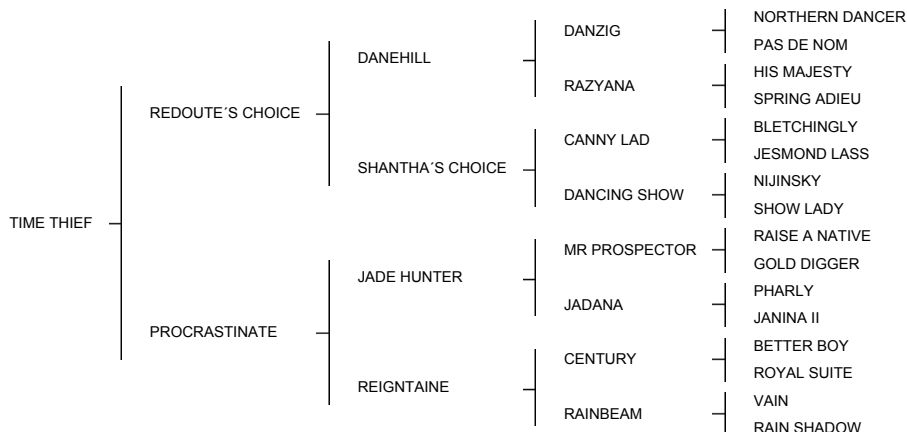 NORTHERN DANCER
DANZIG
PAS DE NOM
DANEHILL
HIS MAJESTY
RAZYANA
SPRING ADIEU
REDOUTE´S CHOICE
BLETCHINGLY
CANNY LAD
JESMOND LASS
SHANTHA´S CHOICE
NIJINSKY
DANCING SHOW
SHOW LADY
TIME THIEF
RAISE A NATIVE
MR PROSPECTOR
GOLD DIGGER
JADE HUNTER
PHARLY
JADANA
JANINA II
PROCRASTINATE
BETTER BOY
CENTURY
ROYAL SUITE
REIGNTAINE
VAIN
RAINBEAM
RAIN SHADOW